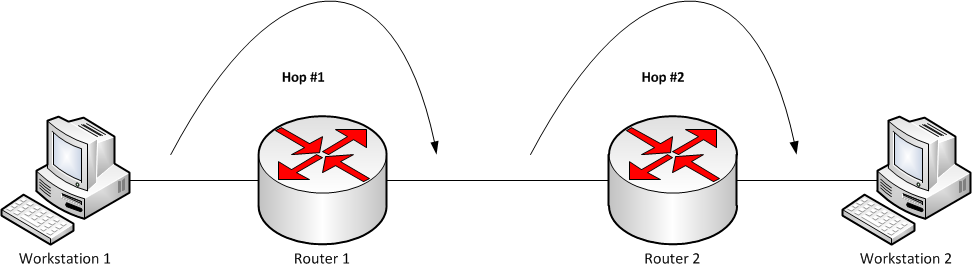 Hop #1
Hop #2
Workstation 1
Router 1
Router 2
Workstation 2